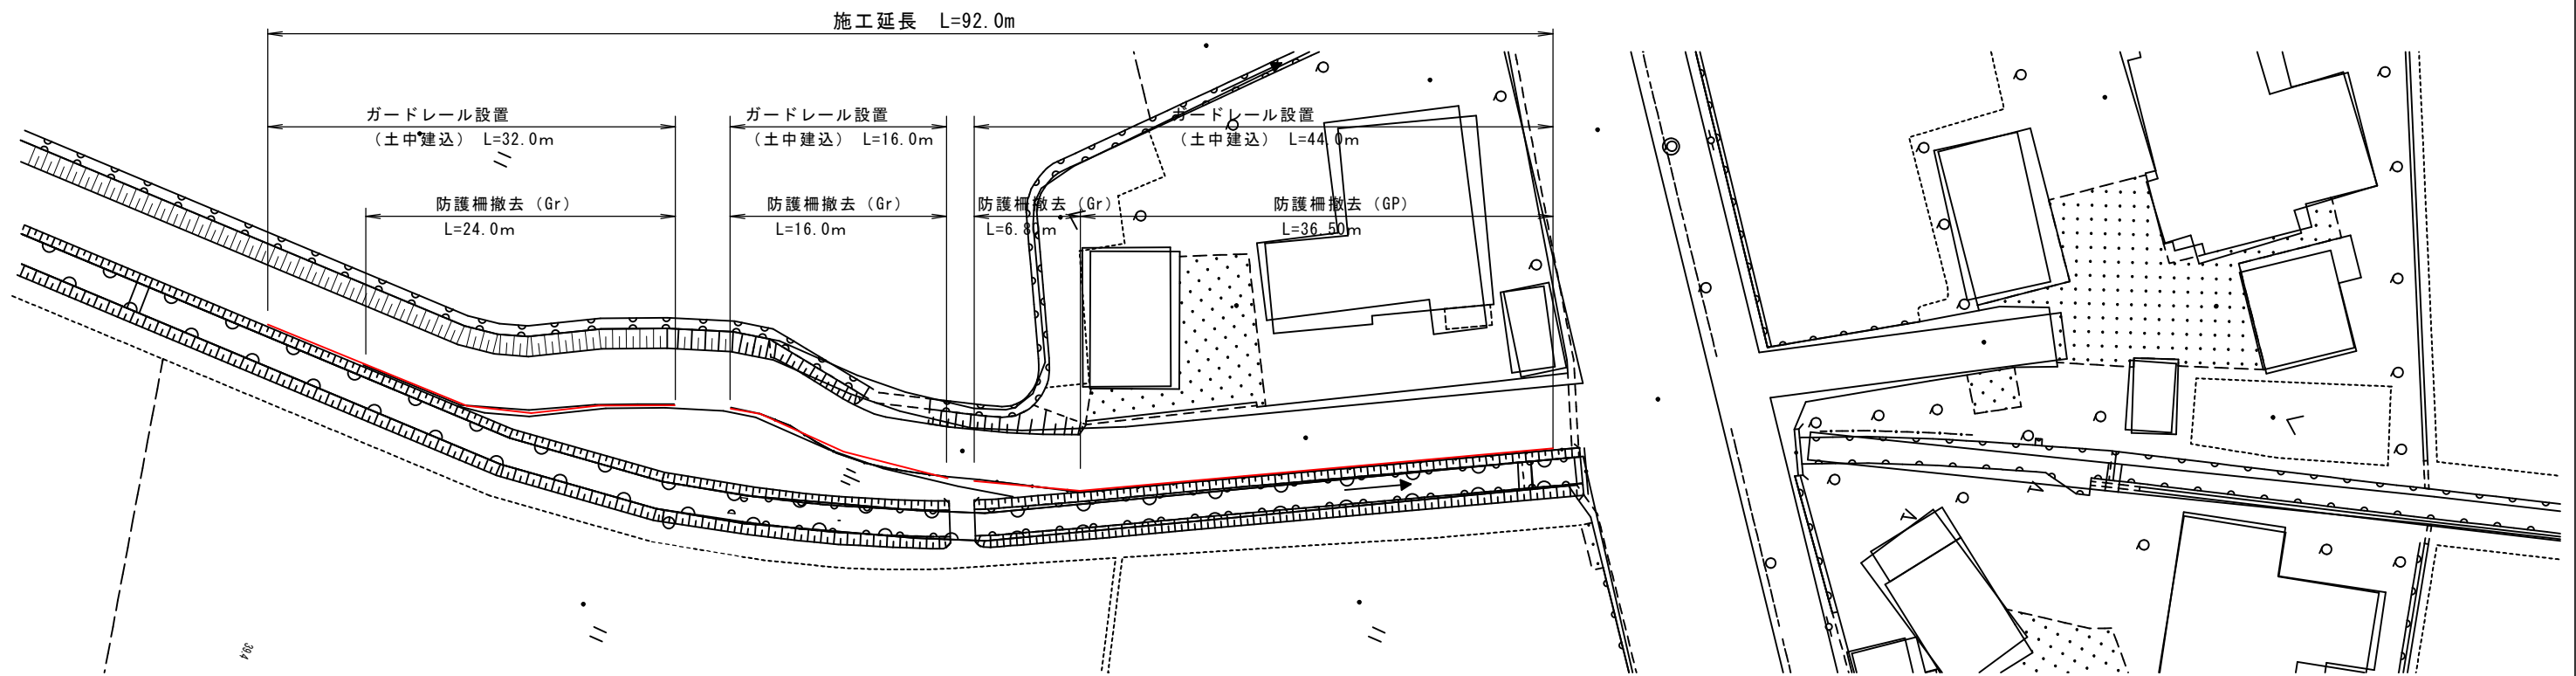 施工延長　L=92.0m
ガードレール設置
（土中建込） L=32.0m
ガードレール設置
（土中建込） L=16.0m
ガードレール設置
（土中建込） L=44.0m
防護柵撤去（Gr）
L=24.0m
防護柵撤去（Gr）
L=16.0m
防護柵撤去（Gr）
L=6.80m
防護柵撤去（GP）
L=36.50m
39.4